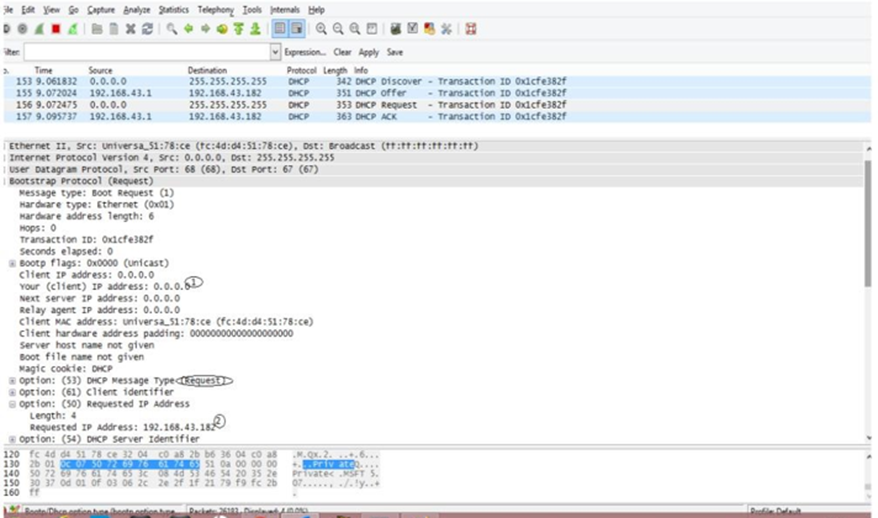 File Edit View Go Capture Analyze Statistics Telephony Tools Internals Help
Filter: Expression... Clear Apply Save
Time Source Destination Protocol Length Info
153 9.061832 0.0.0.0 255.255.255.255 DHCP 342 DHCP Discover - Transaction ID 0x1cfe382f
155 9.072024 192.168.43.1 192.168.43.182 DHCP 351 DHCP Offer - Transaction ID 0x1cfe382f
156 9.072475 0.0.0.0 255.255.255.255 DHCP 353 DHCP Request - Transaction ID 0x1cfe382f
157 9.095737 192.168.43.1 192.168.43.182 DHCP 363 DHCP ACK - Transaction ID 0x1cfe382f
Ethernet II, Src: Universa_51:78:ce (fc:4d:d4:51:78:ce), Dst: Broadcast (ff:ff:ff:ff:ff:ff)
Internet Protocol Version 4, Src: 0.0.0.0, Dst: 255.255.255.255
User Datagram Protocol, Src Port: 68 (68), Dst Port: 67 (67)
Bootstrap Protocol (Request)
Message type: Boot Request (1)
Hardware type: Ethernet (0x01)
Hardware address length: 6
Hops: 0
Transaction ID: 0x1cfe382f
Seconds elapsed: 0
Bootp flags: 0x0000 (Unicast)
Client IP address: 0.0.0.0
Your (client) IP address: 0.0.0.0 1
Next server IP address: 0.0.0.0
Relay agent IP address: 0.0.0.0
Client MAC address: Universa_51:78:ce (fc:4d:d4:51:78:ce)
Client hardware address padding: 00000000000000000000
Server host name not given
Boot file name not given
Magic cookie: DHCP
Option: (53) DHCP Message Type (Request)
Option: (61) Client identifier
Option: (50) Requested IP Address
Length: 4
Requested IP Address: 192.168.43.182 2
Option: (54) DHCP Server Identifier
120 fc 4d d4 51 78 ce 32 04 c0 a8 2b b6 36 04 c0 a8 .M.Qx.2. ..+.6...
130 2b 01 0c 07 50 72 69 76 61 74 65 51 0a 00 00 00 +...Priv ateQ....
140 50 72 69 76 61 74 65 3c 08 4d 53 46 54 20 35 2e Private< .MSFT 5.
150 30 37 0d 01 0f 03 06 2c 2e 2f 1f 21 79 f9 fc 2b 07....., ./.!y..+
160 ff .
Profile: Default